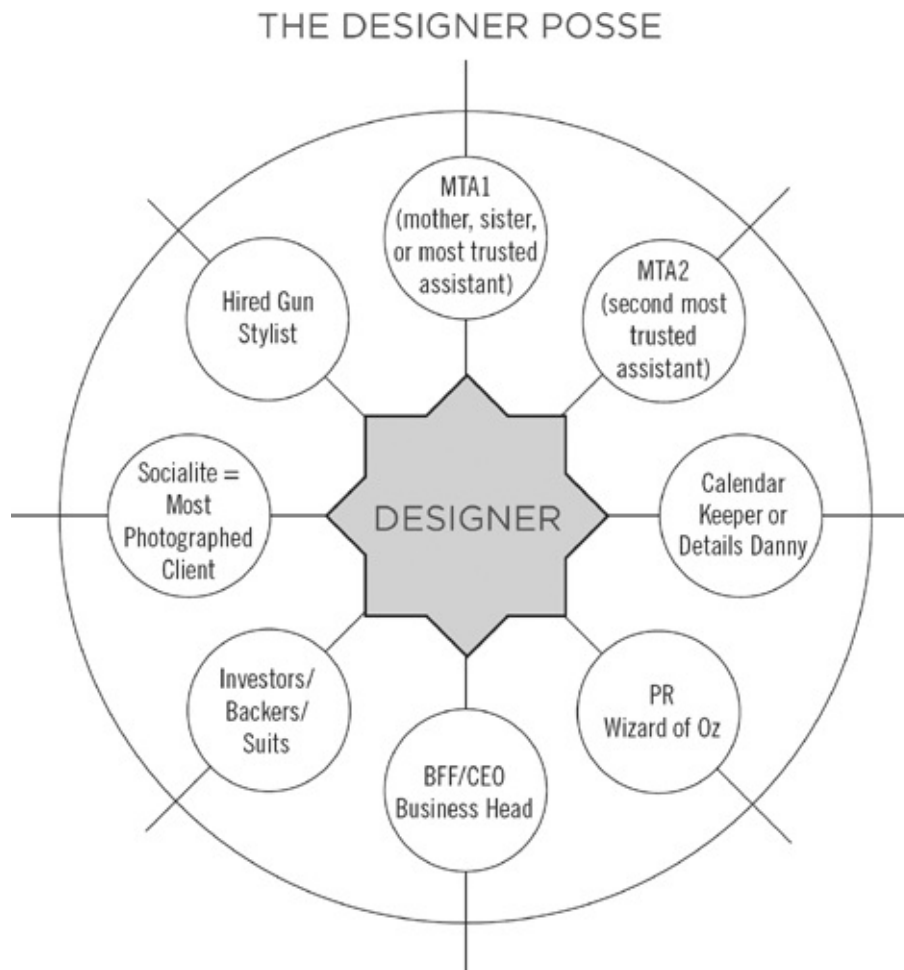 THE DESIGNER POSSE
MTA1
(mother, sister,
or most trusted
assistant)
MTA2
(second most
trusted
assistant)
Calendar
Keeper or
Details Danny
PR
Wizard of Oz
BFF/CEO
Business Head
Investors/
Backers/
Suits
Socialite =
Most
Photographed
Client
Hired Gun
Stylist
DESIGNER